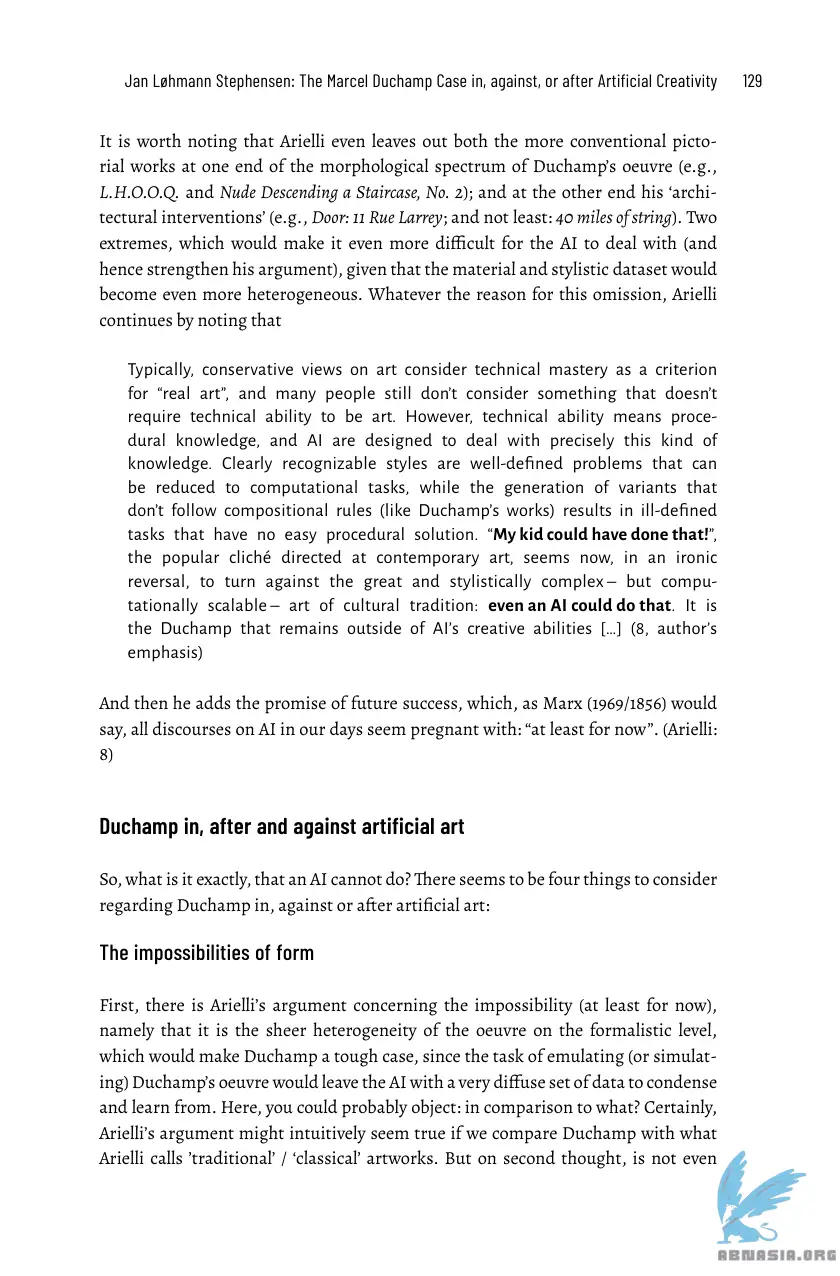 Jan Løhmann Stephensen: The Marcel Duchamp Case in, against, or after Artificial Creativity 129
It is worth noting that Arielli even leaves out both the more conventional picto-
rial works at one end of the morphological spectrum of Duchamp’s oeuvre (e.g.,
L.H.O.O.Q. and Nude Descending a Staircase, No. 2); and at the other end his ‘archi-
tectural interventions’ (e.g., Door: 11 Rue Larrey; and not least: 40 miles of string). Two
extremes, which would make it even more difficult for the AI to deal with (and
hence strengthen his argument), given that the material and stylistic dataset would
become even more heterogeneous. Whatever the reason for this omission, Arielli
continues by noting that
Typically, conservative views on art consider technical mastery as a criterion
for “real art”, and many people still don’t consider something that doesn’t
require technical ability to be art. However, technical ability means proce-
dural knowledge, and AI are designed to deal with precisely this kind of
knowledge. Clearly recognizable styles are well-defined problems that can
be reduced to computational tasks, while the generation of variants that
don’t follow compositional rules (like Duchamp’s works) results in ill-defined
tasks that have no easy procedural solution. “My kid could have done that!”,
the popular cliché directed at contemporary art, seems now, in an ironic
reversal, to turn against the great and stylistically complex – but compu-
tationally scalable – art of cultural tradition: even an AI could do that. It is
the Duchamp that remains outside of AI’s creative abilities […] (8, author’s
emphasis)
And then he adds the promise of future success, which, as Marx (1969/1856) would
say, all discourses on AI in our days seem pregnant with: “at least for now”. (Arielli:
8)
Duchamp in, after and against artificial art
So, what is it exactly, that an AI cannot do? There seems to be four things to consider
regarding Duchamp in, against or after artificial art:
The impossibilities of form
First, there is Arielli’s argument concerning the impossibility (at least for now),
namely that it is the sheer heterogeneity of the oeuvre on the formalistic level,
which would make Duchamp a tough case, since the task of emulating (or simulat-
ing) Duchamp’s oeuvre would leave the AI with a very diffuse set of data to condense
and learn from. Here, you could probably object: in comparison to what? Certainly,
Arielli’s argument might intuitively seem true if we compare Duchamp with what
Arielli calls ’traditional’ / ‘classical’ artworks. But on second thought, is not even
ABNASIA.ORG